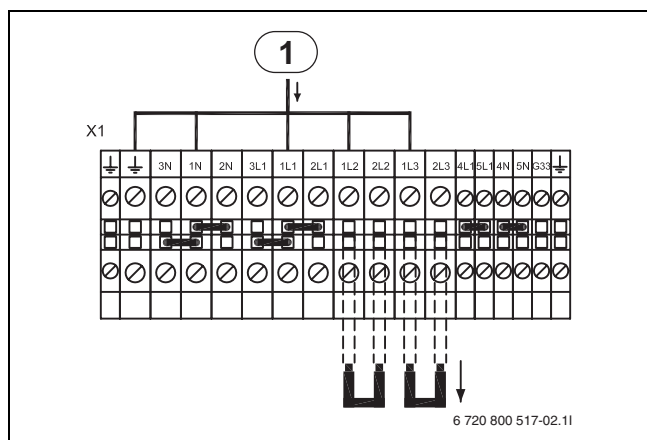 1
X1
⏚ ⏚ 3N 1N 2N 3L1 1L1 2L1 1L2 2L2 1L3 2L3 4L1 5L1 4N 5N G33 ⏚
6 720 800 517-02.1I